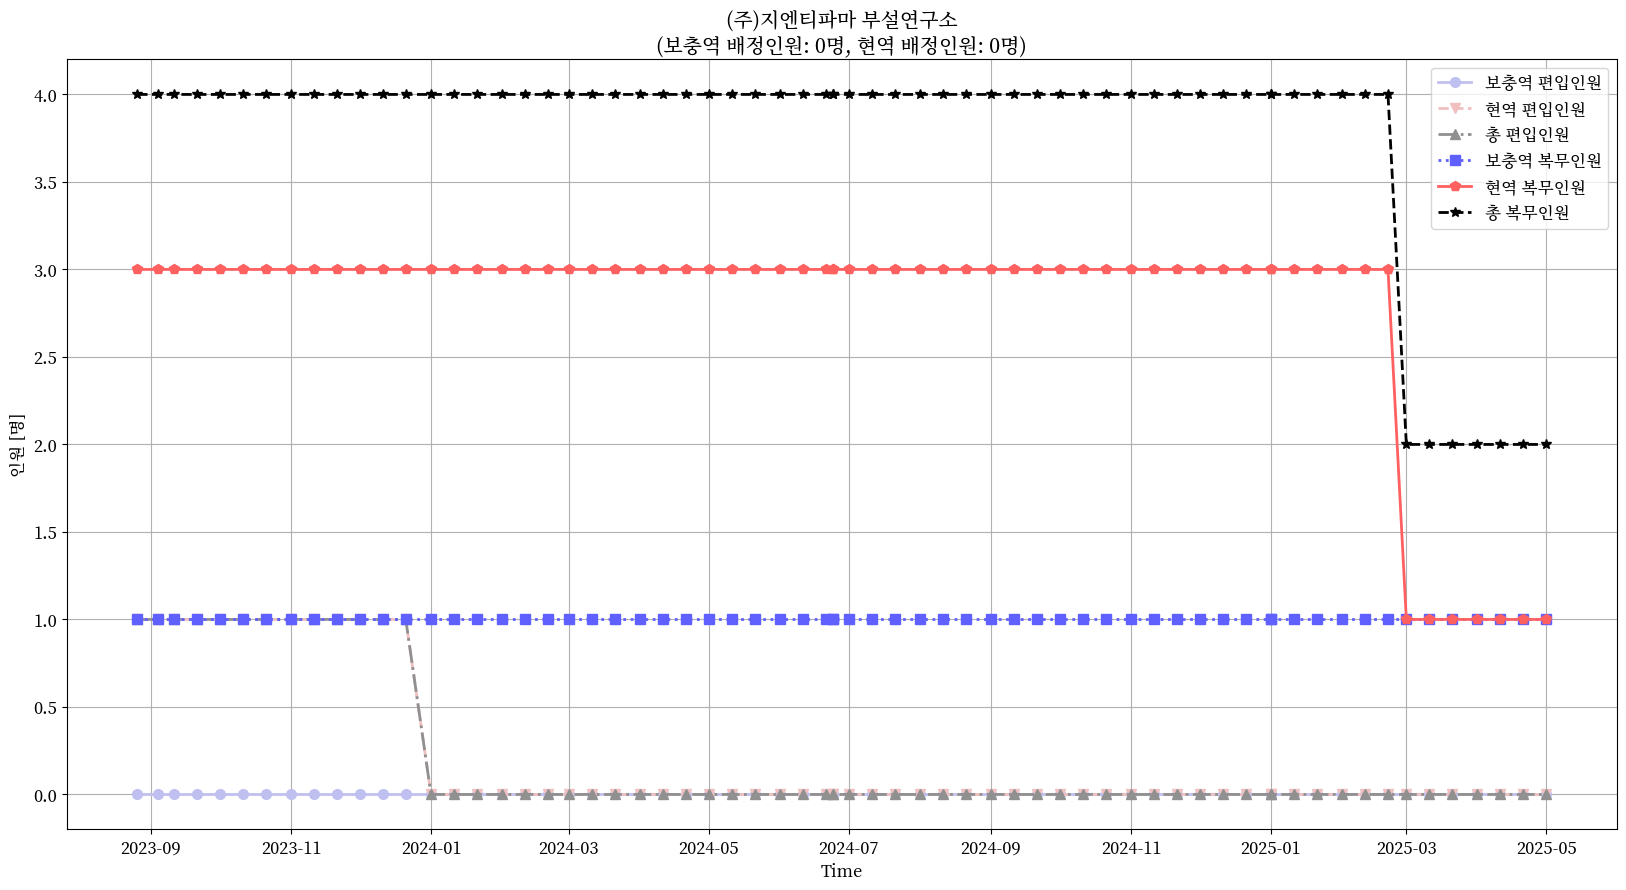 (주)지엔티파마 부설연구소
(보충역 배정인원: 0명, 현역 배정인원: 0명)
보충역 편입인원
현역 편입인원
총 편입인원
보충역 복무인원
현역 복무인원
총 복무인원
인원 [명]
4.0
3.5
3.0
2.5
2.0
1.5
1.0
0.5
0.0
2023-09
2023-11
2024-01
2024-03
2024-05
2024-07
2024-09
2024-11
2025-01
2025-03
2025-05
Time